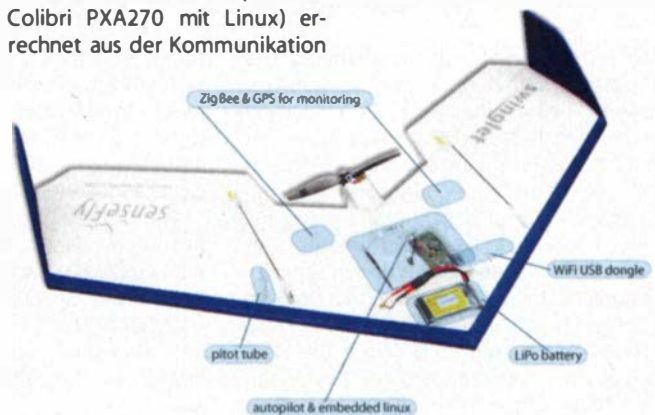 Colibri PXA270 mit Linux) er-
rechnet aus der Kommunikation
ZigBee & GPS for monitoring
swinglet
senseFly
WiFi USB dongle
pitot tube
LiPo battery
autopilot & embedded linux